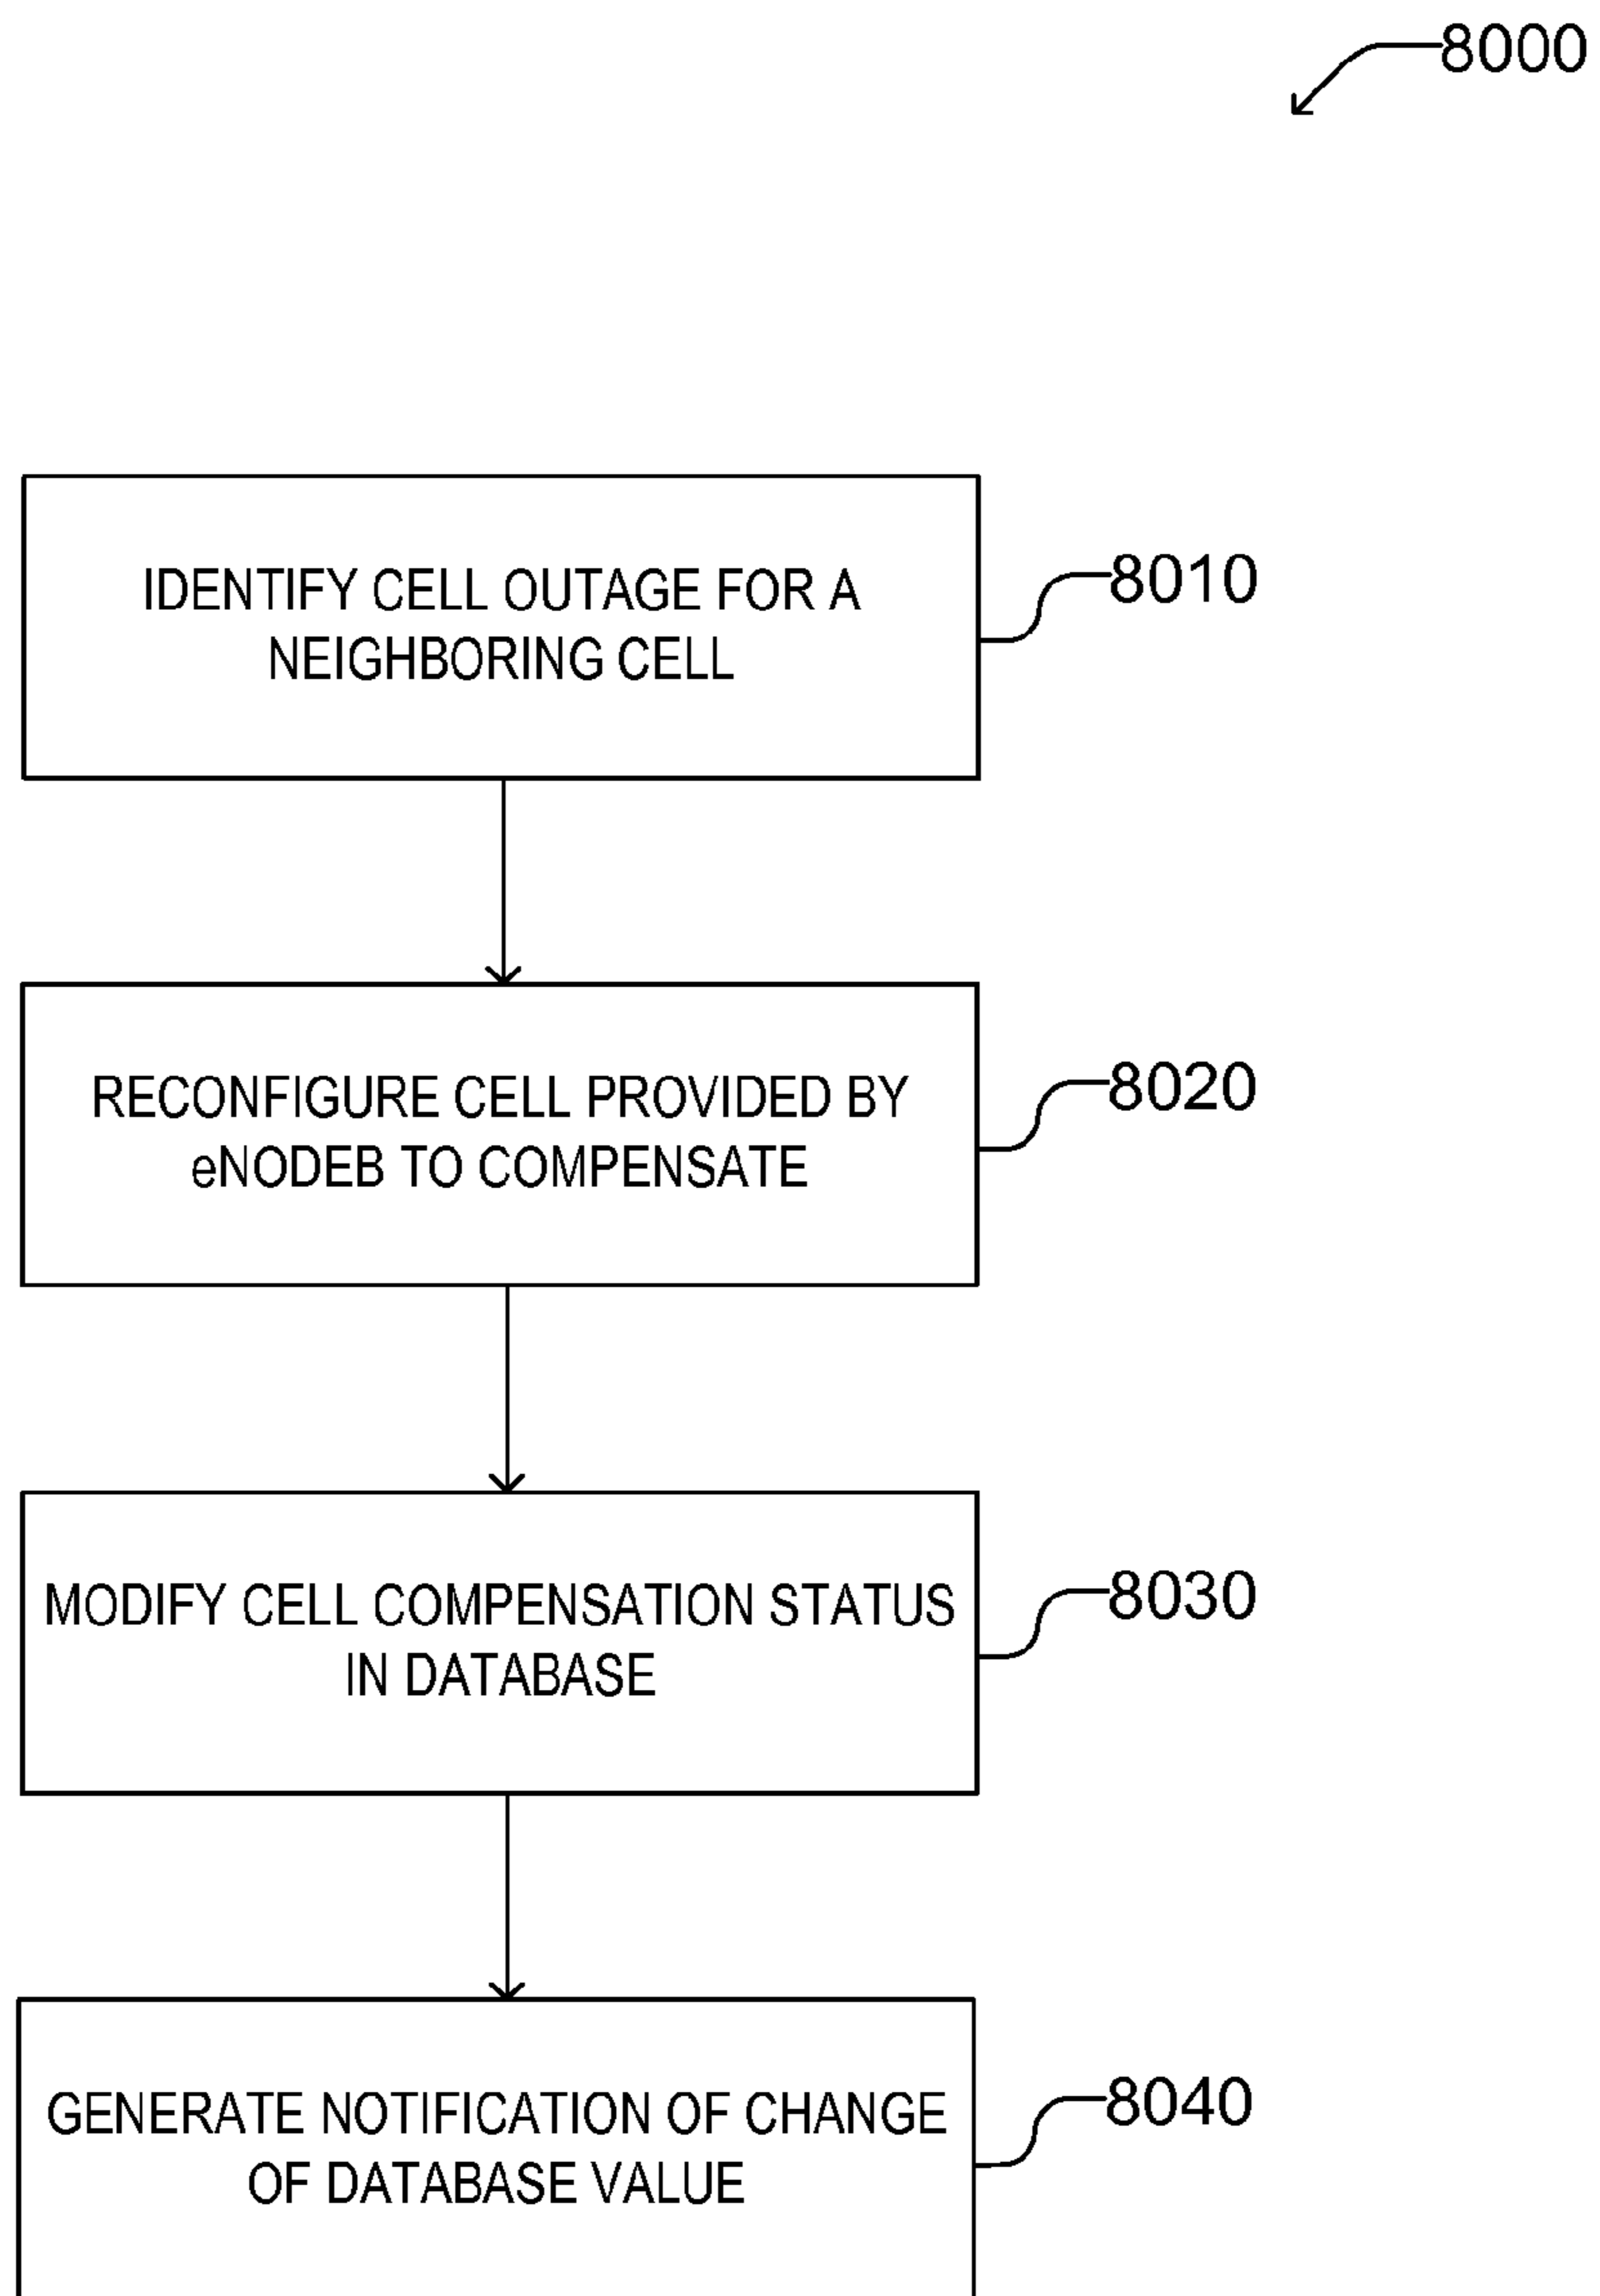 8000
IDENTIFY CELL OUTAGE FOR A
NEIGHBORING CELL
8010
RECONFIGURE CELL PROVIDED BY
eNODEB TO COMPENSATE
8020
MODIFY CELL COMPENSATION STATUS
IN DATABASE
8030
GENERATE NOTIFICATION OF CHANGE
OF DATABASE VALUE
8040